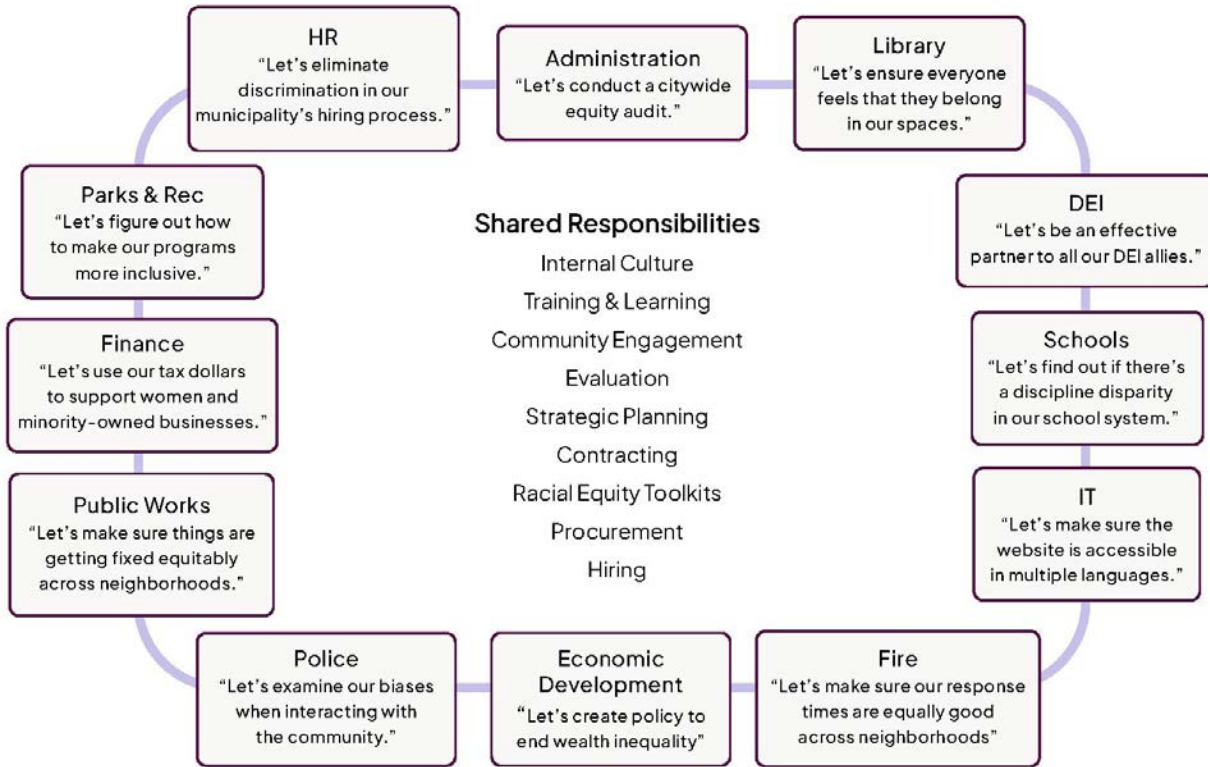 HR
“Let’s eliminate
discrimination in our
municipality’s hiring process.”
Administration
“Let’s conduct a citywide
equity audit.”
Library
“Let’s ensure everyone
feels that they belong
in our spaces.”
DEI
“Let’s be an effective
partner to all our DEI allies.”
Schools
“Let’s find out if there’s
a discipline disparity
in our school system.”
IT
“Let’s make sure the
website is accessible
in multiple languages.”
Fire
“Let’s make sure our response
times are equally good
across neighborhoods”
Economic
Development
“Let’s create policy to
end wealth inequality”
Police
“Let’s examine our biases
when interacting with
the community.”
Public Works
“Let’s make sure things are
getting fixed equitably
across neighborhoods.”
Finance
“Let’s use our tax dollars
to support women and
minority-owned businesses.”
Parks & Rec
“Let’s figure out how
to make our programs
more inclusive.”
Shared Responsibilities
Internal Culture
Training & Learning
Community Engagement
Evaluation
Strategic Planning
Contracting
Racial Equity Toolkits
Procurement
Hiring